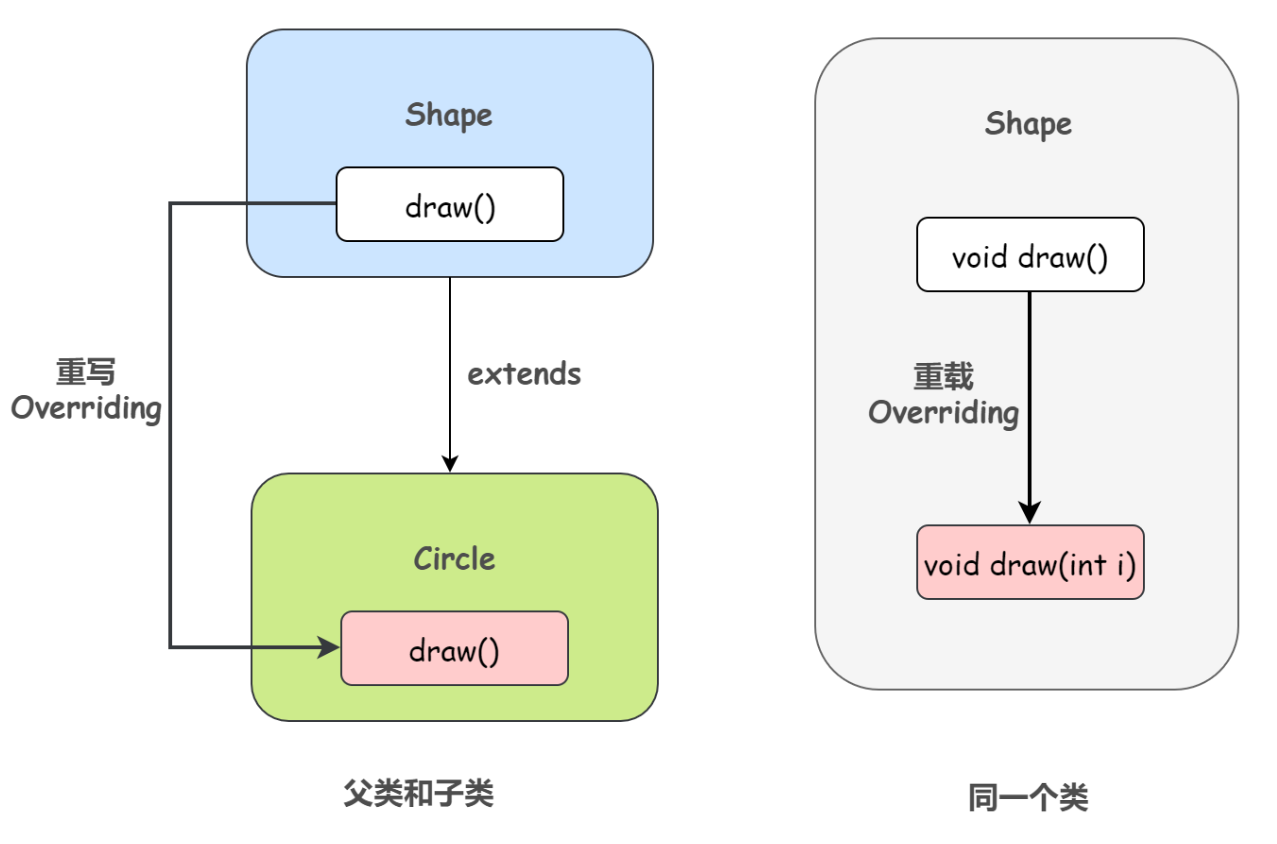 Shape
draw()
重写
Overriding
extends
Circle
draw()
父类和子类
Shape
void draw()
重载
Overriding
void draw(int i)
同一个类